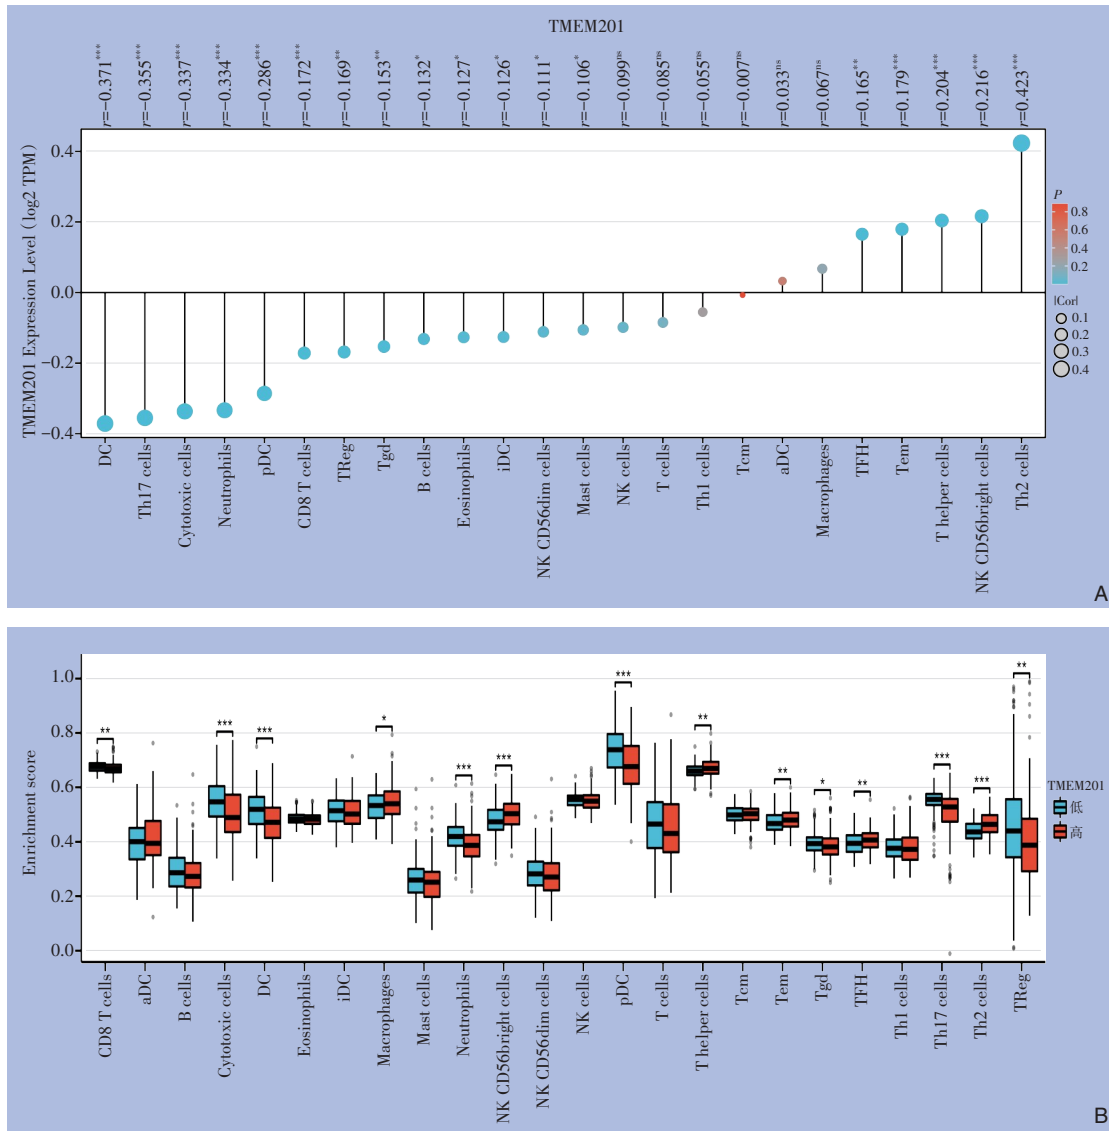 TMEM201
r=−0.371***
r=−0.355***
r=−0.337***
r=−0.334***
r=−0.286***
r=−0.172***
r=−0.169**
r=−0.153**
r=−0.132*
r=−0.127*
r=−0.126*
r=−0.111*
r=−0.106*
r=−0.099ns
r=−0.085ns
r=−0.055ns
r=−0.007ns
r=0.033ns
r=0.067ns
r=0.165**
r=0.179***
r=0.204***
r=0.216***
r=0.423***
TMEM201 Expression Level (log2 TPM)
0.4
0.2
0.0
−0.2
−0.4
P
0.8
0.6
0.4
0.2
|Cor|
0.1
0.2
0.3
0.4
DC
Th17 cells
Cytotoxic cells
Neutrophils
pDC
CD8 T cells
TReg
Tgd
B cells
Eosinophils
iDC
NK CD56dim cells
Mast cells
NK cells
T cells
Th1 cells
Tcm
aDC
Macrophages
TFH
Tem
T helper cells
NK CD56bright cells
Th2 cells
A
Enrichment score
1.0
0.8
0.6
0.4
0.2
0.0
**
***
***
*
***
***
***
**
**
*
**
***
***
**
TMEM201
低
高
CD8 T cells
aDC
B cells
Cytotoxic cells
DC
Eosinophils
iDC
Macrophages
Mast cells
Neutrophils
NK CD56bright cells
NK CD56dim cells
NK cells
pDC
T cells
T helper cells
Tcm
Tem
Tgd
TFH
Th1 cells
Th17 cells
Th2 cells
TReg
B